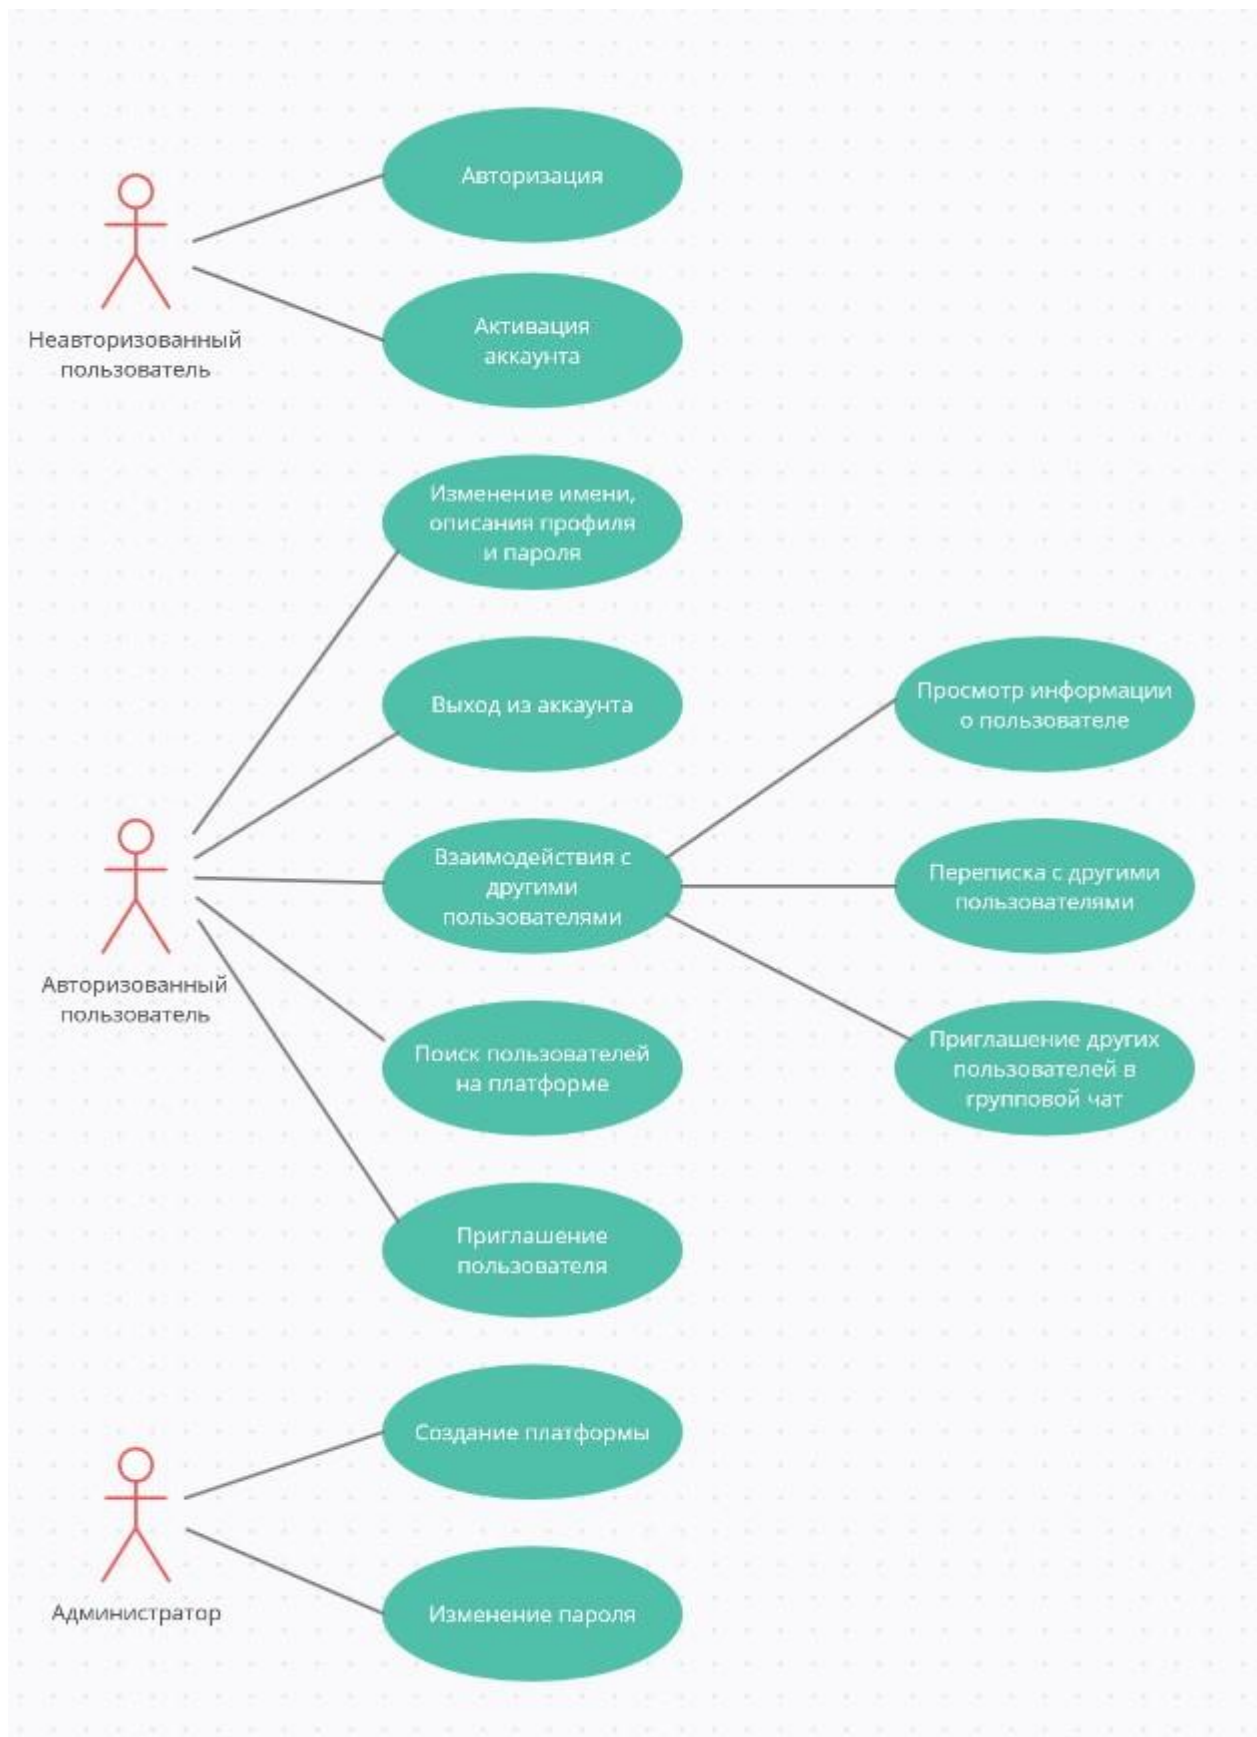 Авторизация
Активация
аккаунта
Неавторизованный
пользователь
Изменение имени,
описания профиля
и пароля
Выход из аккаунта
Просмотр информации
о пользователе
Взаимодействия с
другими
пользователями
Переписка с другими
пользователями
Авторизованный
пользователь
Поиск пользователей
на платформе
Приглашение других
пользователей в
групповой чат
Приглашение
пользователя
Создание платформы
Администратор
Изменение пароля